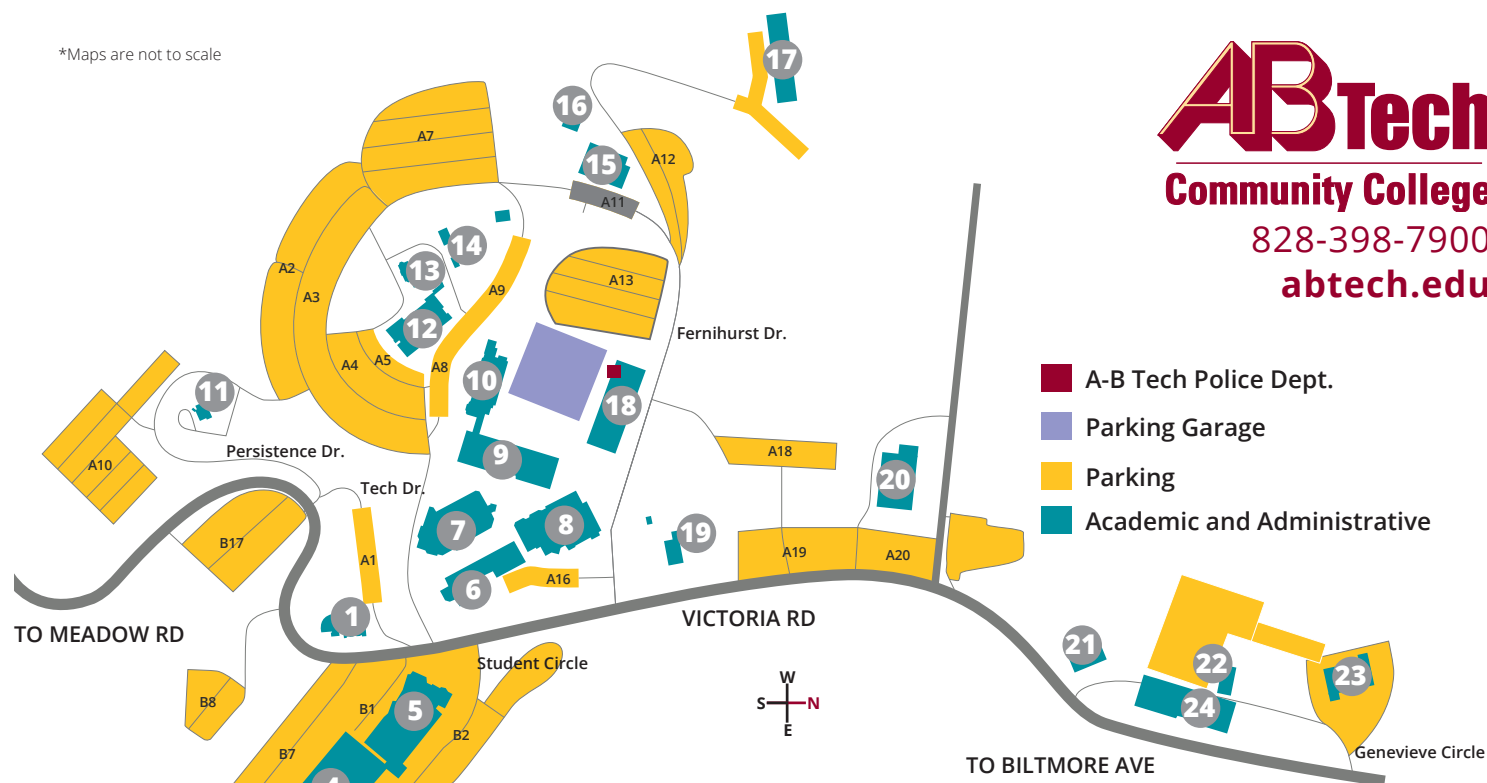 *Maps are not to scale
17
16
A7
15
A12
A11
14
13
A2
A3
A9
A13
12
A4
A5
A8
10
Fernihurst Dr.
11
18
A10
Persistence Dr.
9
A18
20
Tech Dr.
B17
7
8
19
A1
A19
A20
6
A16
1
TO MEADOW RD
VICTORIA RD
Student Circle
21
22
23
B8
B1
5
24
B2
B7
4
W
S
N
E
TO BILTMORE AVE
Genevieve Circle
AB Tech
Community College
828-398-7900
abtech.edu
A-B Tech Police Dept.
Parking Garage
Parking
Academic and Administrative